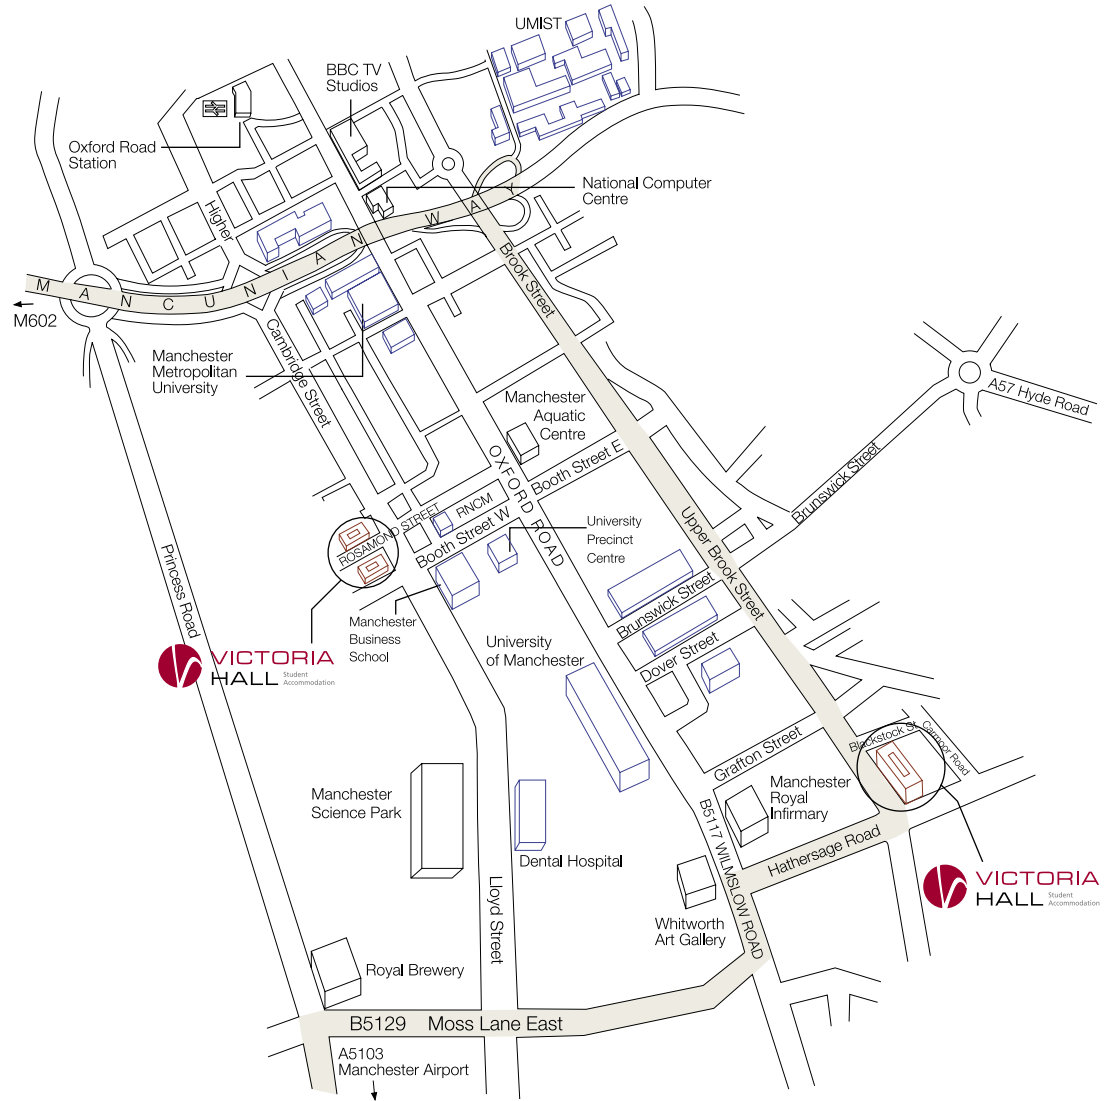 UMIST
BBC TV
Studios
Oxford Road
Station
National Computer
Centre
Higher
MANCUNIAN WAY
M602
Brook Street
Cambridge Street
Manchester
Metropolitan
University
A57 Hyde Road
Manchester
Aquatic
Centre
Booth Street E
OXFORD ROAD
Brunswick Street
RNCM
ROSAMOND STREET
Booth Street W
University
Precinct
Centre
Upper Brook Street
Princess Road
Brunswick Street
Manchester
Business
School
Dover Street
University
of Manchester
VICTORIA
HALL
Student
Accommodation
Blackstock St
Carmoor Road
Grafton Street
Manchester
Royal
Infirmary
Manchester
Science Park
B5117 WILMSLOW ROAD
Hathersage Road
Dental Hospital
VICTORIA
HALL
Student
Accommodation
Lloyd Street
Whitworth
Art Gallery
Royal Brewery
B5129 Moss Lane East
A5103
Manchester Airport